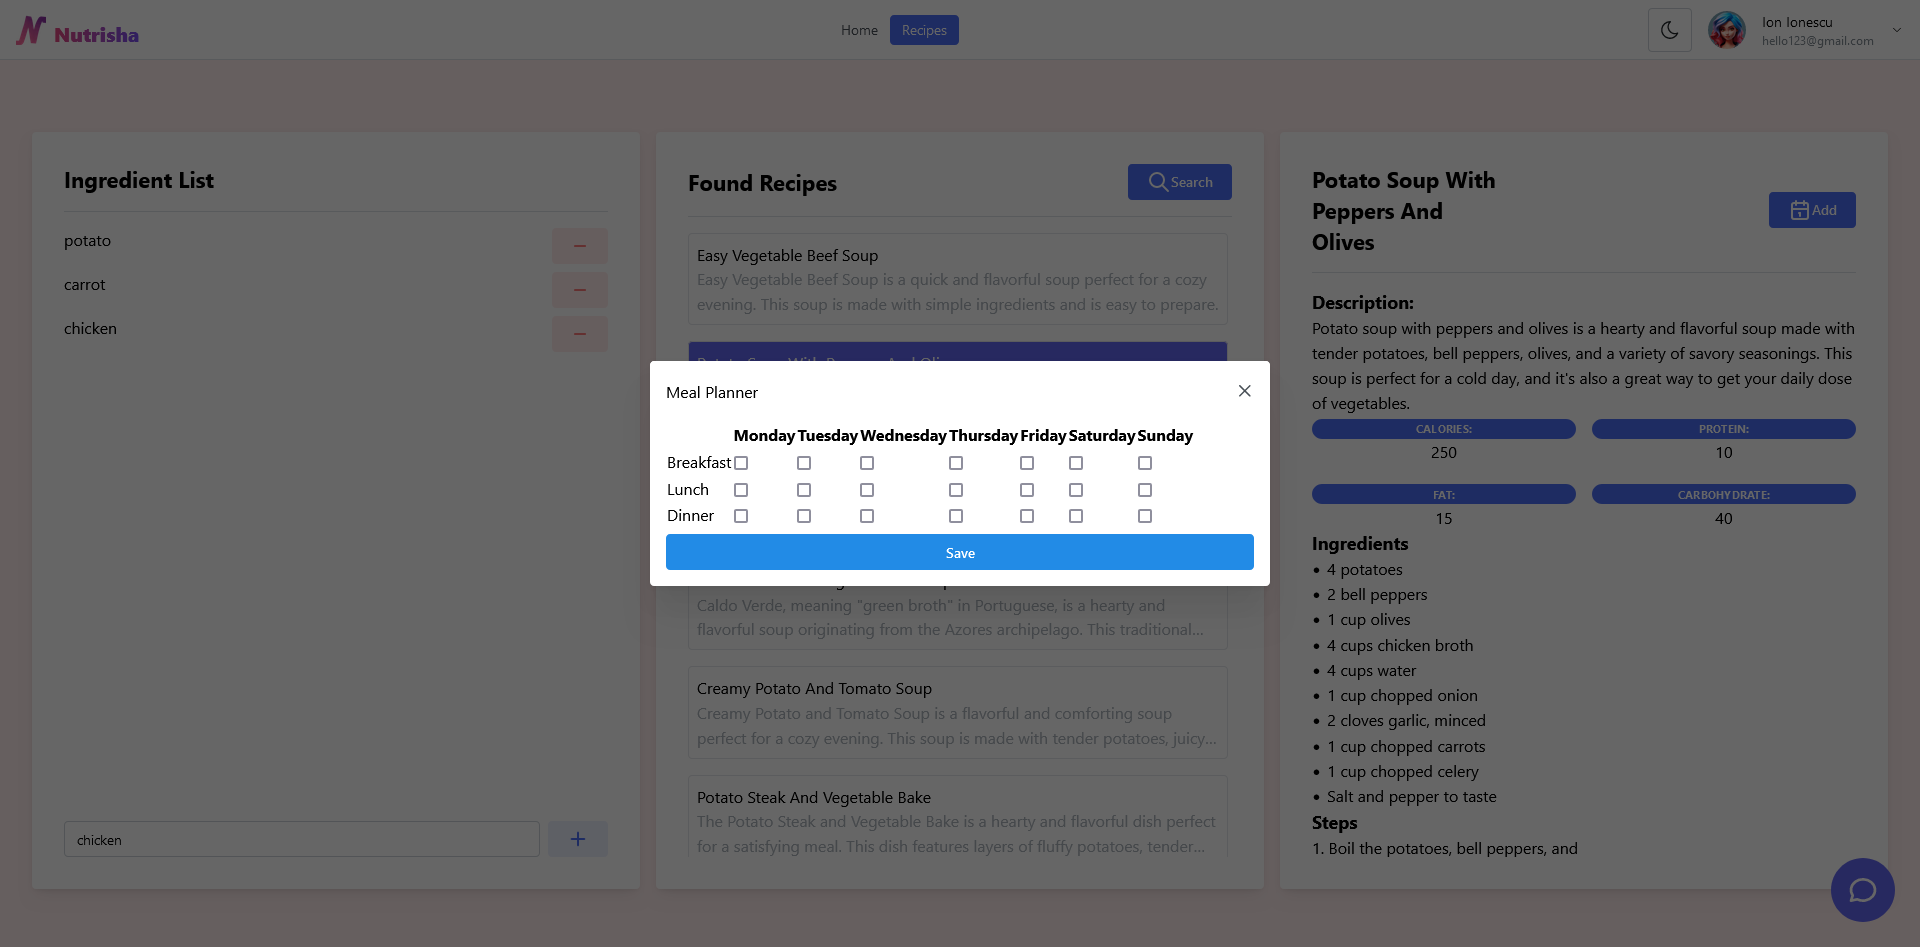 Nutrisha
Home
Recipes
Ion Ionescu
hello123@gmail.com
Ingredient List
potato
carrot
chicken
chicken
Found Recipes
Search
Easy Vegetable Beef Soup
Easy Vegetable Beef Soup is a quick and flavorful soup perfect for a cozy
evening. This soup is made with simple ingredients and is easy to prepare.
Potato Soup With Peppers And Olives
Meal Planner
Monday Tuesday Wednesday Thursday Friday Saturday Sunday
Breakfast
Lunch
Dinner
Save
Caldo Verde, meaning "green broth" in Portuguese, is a hearty and
flavorful soup originating from the Azores archipelago. This traditional...
Creamy Potato And Tomato Soup
Creamy Potato and Tomato Soup is a flavorful and comforting soup
perfect for a cozy evening. This soup is made with tender potatoes, juicy...
Potato Steak And Vegetable Bake
The Potato Steak and Vegetable Bake is a hearty and flavorful dish perfect
for a satisfying meal. This dish features layers of fluffy potatoes, tender...
Potato Soup With
Peppers And
Olives
Add
Description:
Potato soup with peppers and olives is a hearty and flavorful soup made with
tender potatoes, bell peppers, olives, and a variety of savory seasonings. This
soup is perfect for a cold day, and it's also a great way to get your daily dose
of vegetables.
CALORIES:
250
PROTEIN:
10
FAT:
15
CARBOHYDRATE:
40
Ingredients
• 4 potatoes
• 2 bell peppers
• 1 cup olives
• 4 cups chicken broth
• 4 cups water
• 1 cup chopped onion
• 2 cloves garlic, minced
• 1 cup chopped carrots
• 1 cup chopped celery
• Salt and pepper to taste
Steps
1. Boil the potatoes, bell peppers, and